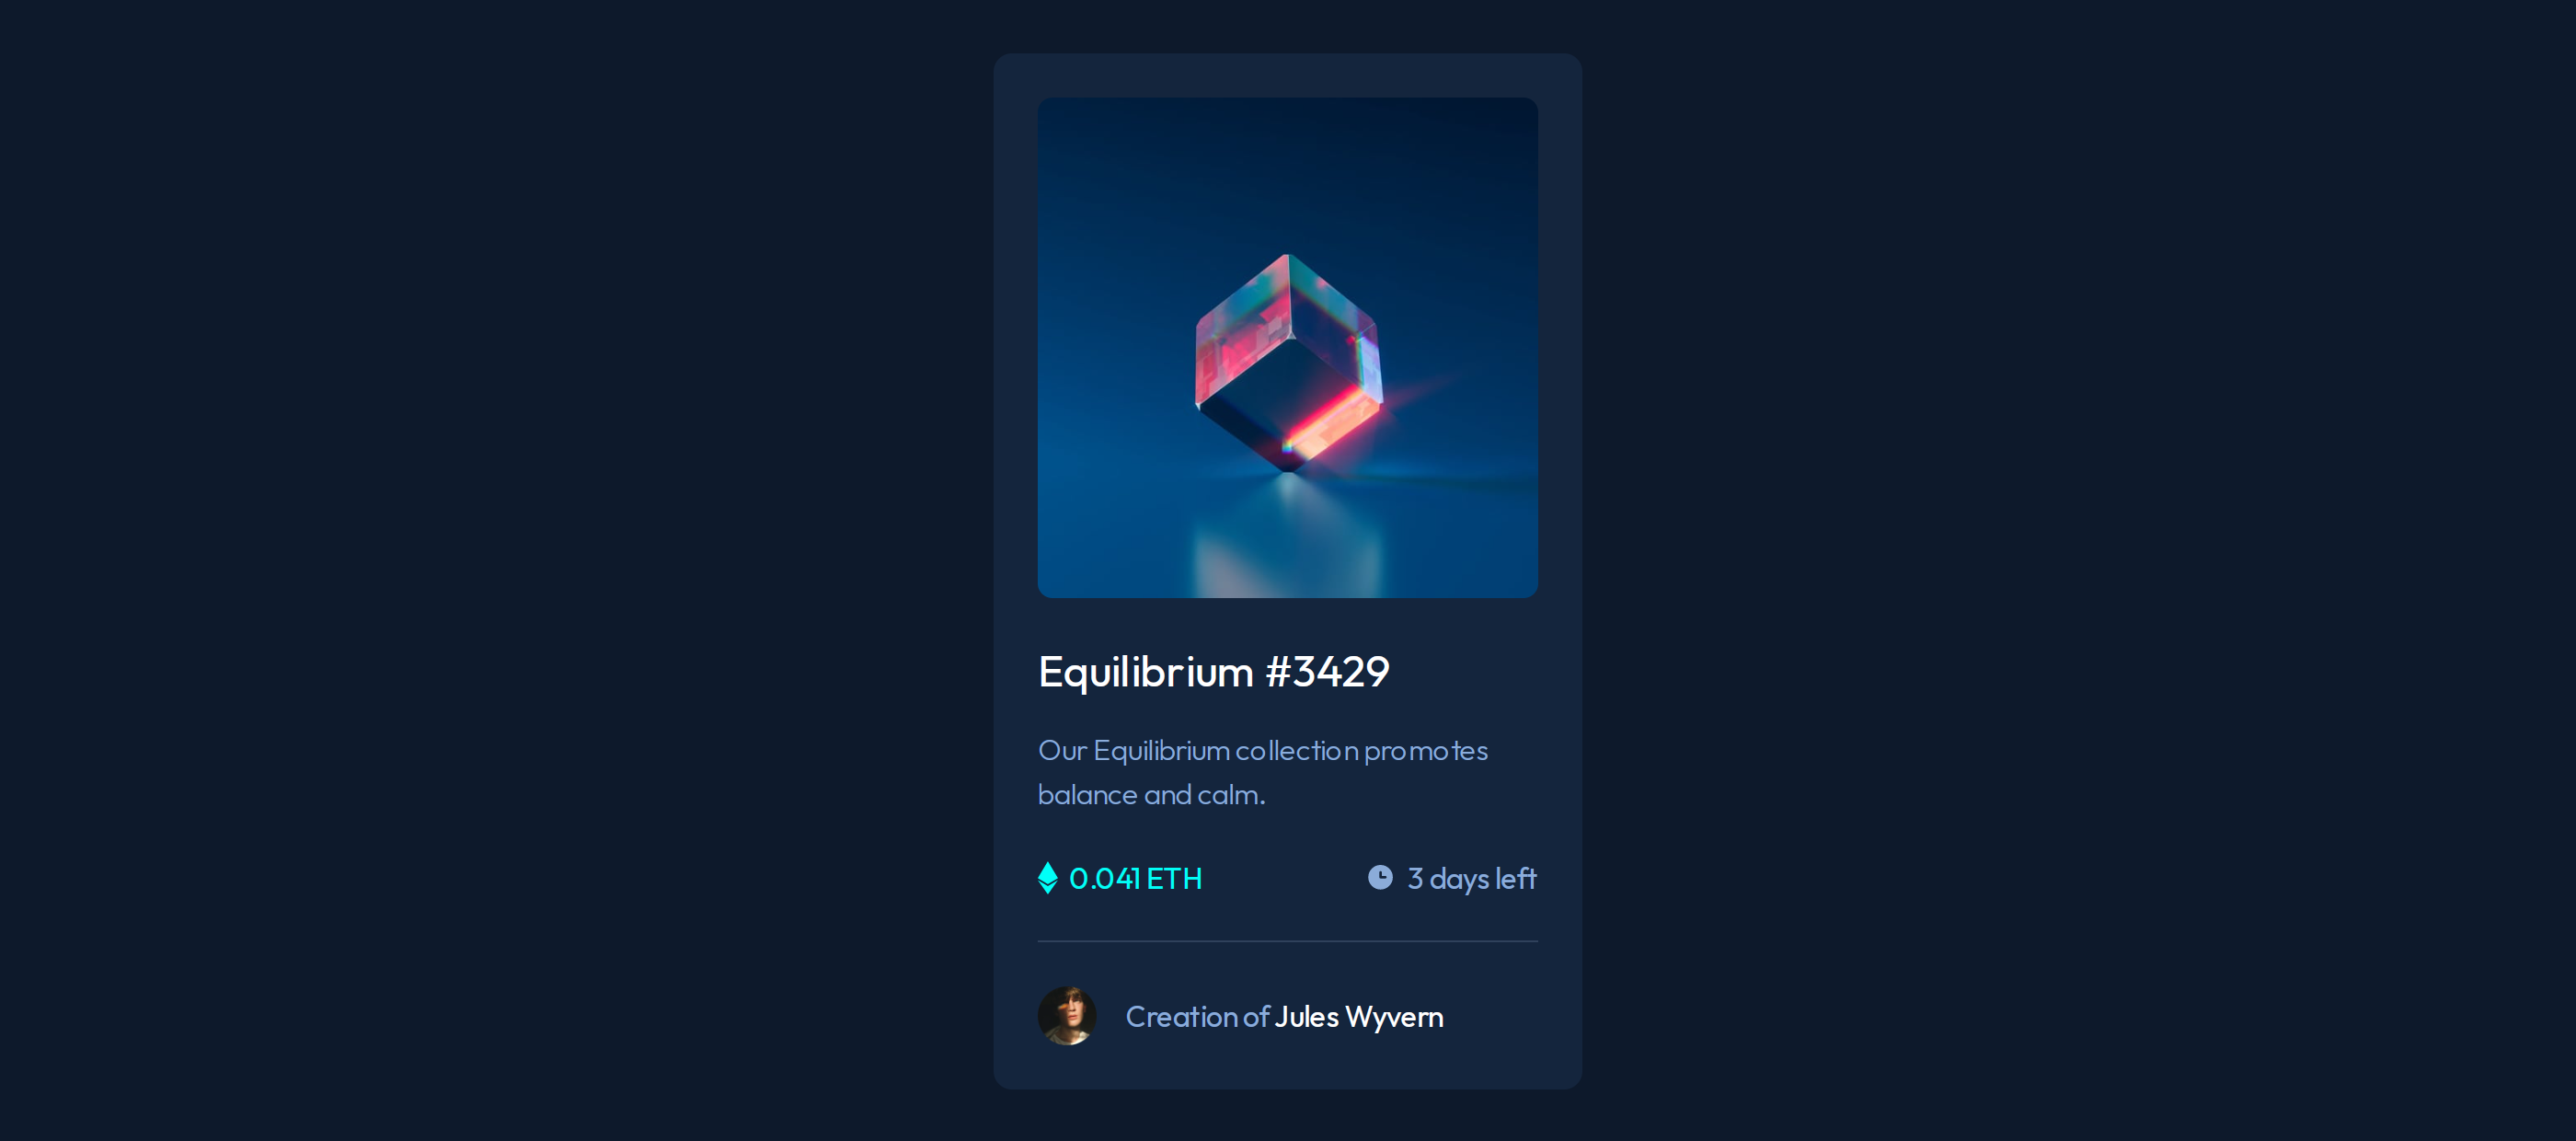 Equilibrium #3429
Our Equilibrium collection promotes
balance and calm.
0.041 ETH
3 days left
Creation of Jules Wyvern